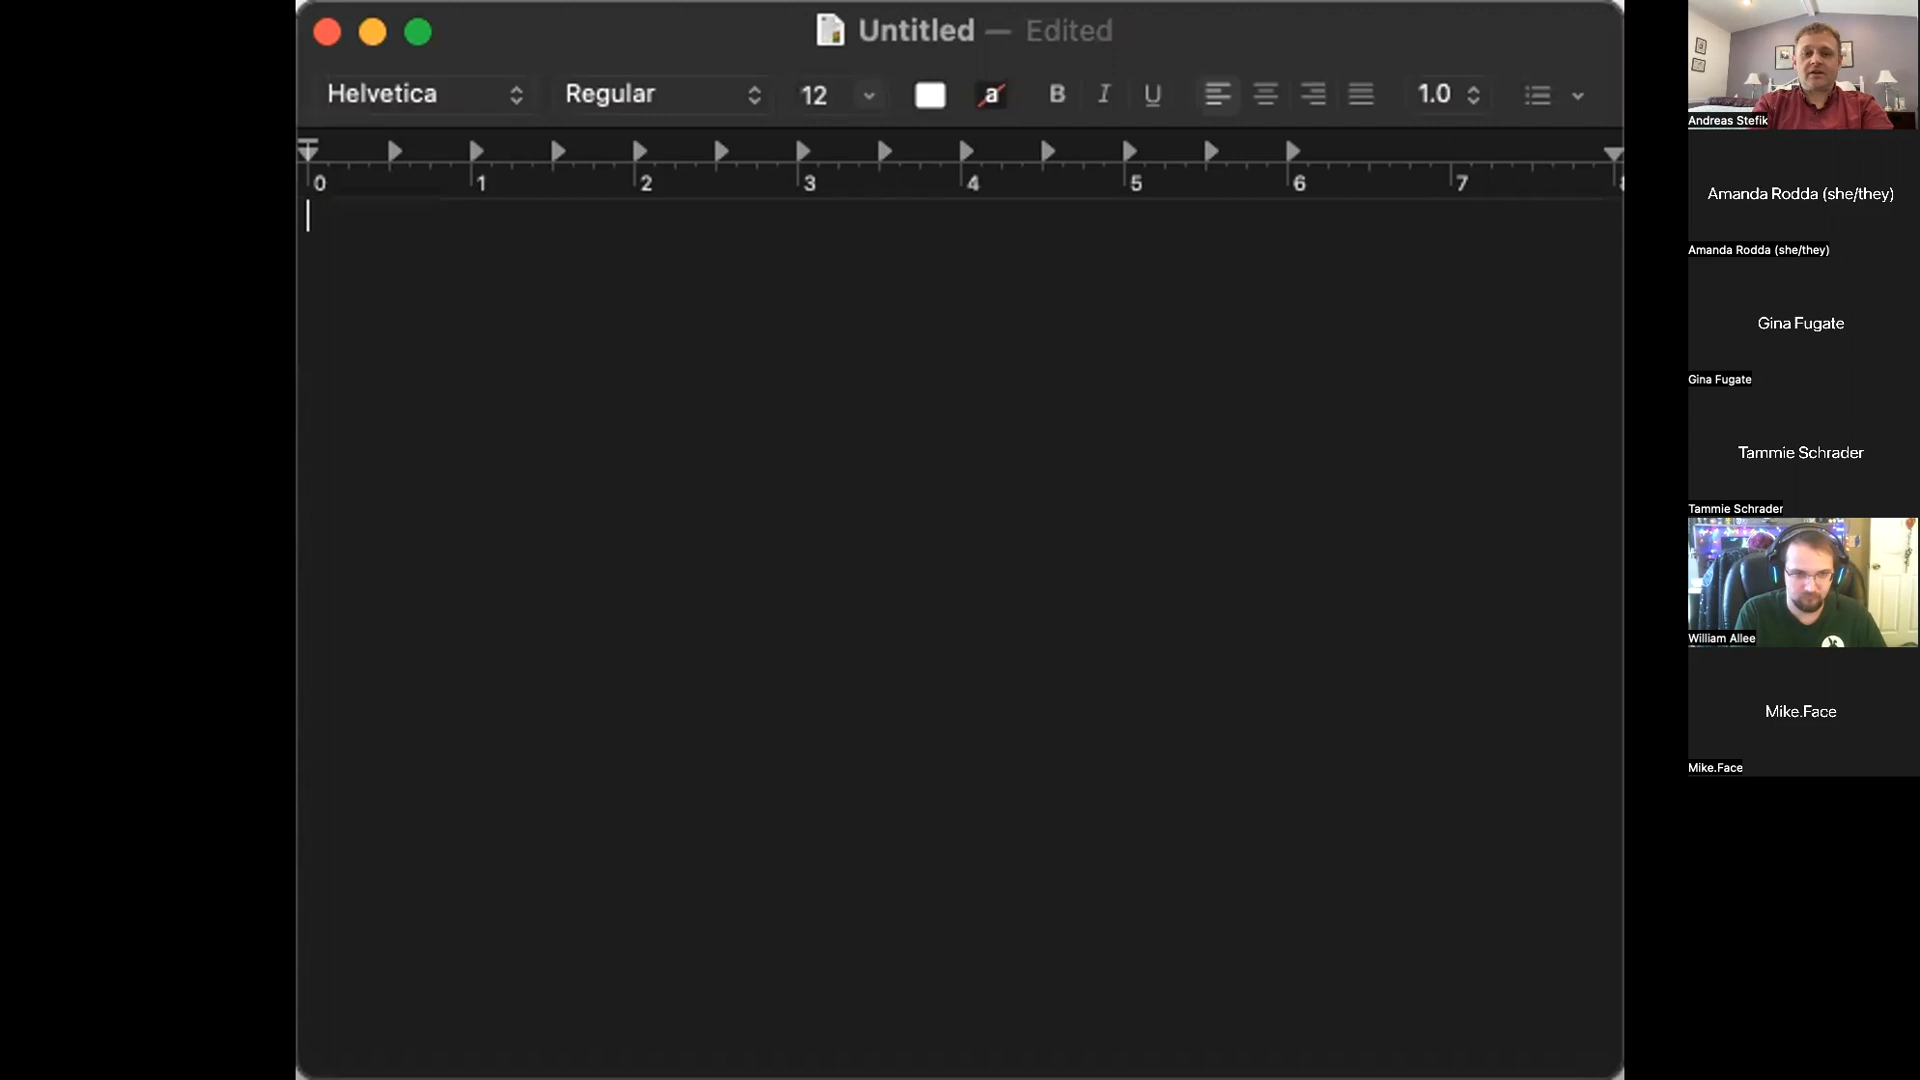 Untitled — Edited
Helvetica Regular 12 a B I U 1.0
0 1 2 3 4 5 6 7
Andreas Stefik
Amanda Rodda (she/they)
Amanda Rodda (she/they)
Gina Fugate
Gina Fugate
Tammie Schrader
Tammie Schrader
William Allee
Mike.Face
Mike.Face